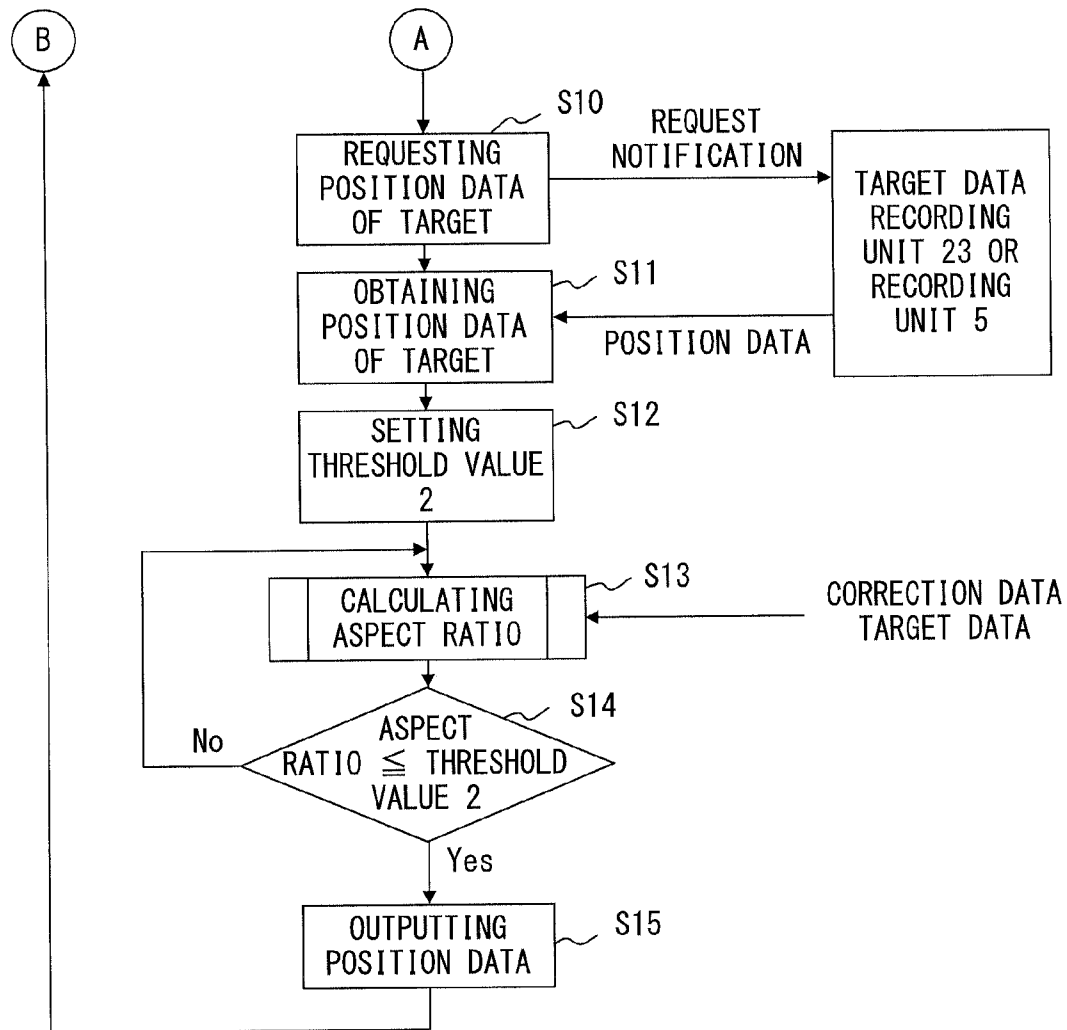 B
A
S10
REQUESTING
POSITION DATA
OF TARGET
REQUEST
NOTIFICATION
TARGET DATA
RECORDING
UNIT 23 OR
RECORDING
UNIT 5
S11
OBTAINING
POSITION DATA
OF TARGET
POSITION DATA
S12
SETTING
THRESHOLD VALUE
2
S13
CALCULATING
ASPECT RATIO
CORRECTION DATA
TARGET DATA
S14
ASPECT
RATIO ≦ THRESHOLD
VALUE 2
No
Yes
S15
OUTPUTTING
POSITION DATA